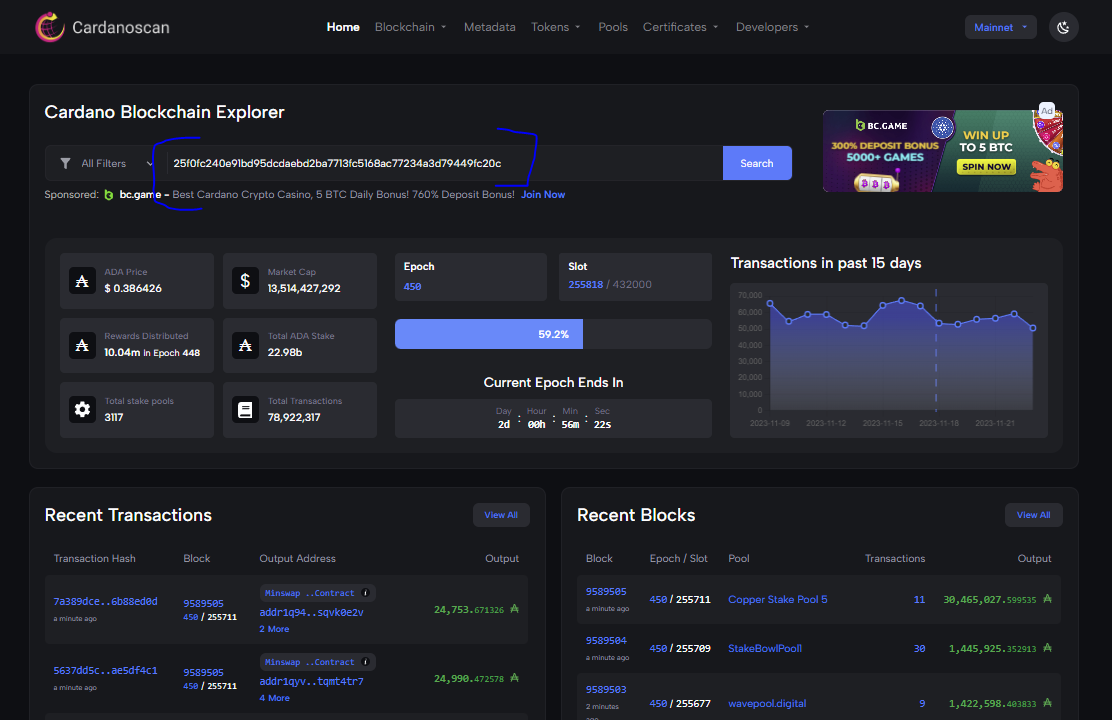 Cardanoscan
Home Blockchain Metadata Tokens Pools Certificates Developers
Mainnet
Cardano Blockchain Explorer
All Filters
25f0fc240e91bd95dcdaebd2ba7713fc5168ac77234a3d79449fc20c
Search
Sponsored: bc.game - Best Cardano Crypto Casino, 5 BTC Daily Bonus! 760% Deposit Bonus! Join Now
Ad
BC.GAME
300% DEPOSIT BONUS
5000+ GAMES
WIN UP
TO 5 BTC
SPIN NOW
ADA Price
$ 0.386426
Market Cap
13,514,427,292
Rewards Distributed
10.04m in Epoch 448
Total ADA Stake
22.98b
Total stake pools
3117
Total Transactions
78,922,317
Epoch
450
Slot
255818 / 432000
59.2%
Current Epoch Ends In
Day Hour Min Sec
2d : 00h : 56m : 22s
Transactions in past 15 days
70,000
60,000
50,000
40,000
30,000
20,000
10,000
0
2023-11-09 2023-11-12 2023-11-15 2023-11-18 2023-11-21
Recent Transactions
View All
Transaction Hash Block Output Address Output
7a389dce..6b88ed0d
a minute ago
9589505
450 / 255711
Minswap ..Contract
addr1q94..sqvk0e2v
2 More
24,753.671326 ₳
5637dd5c..ae5df4c1
a minute ago
9589505
450 / 255711
Minswap ..Contract
addr1qyv..tqmt4tr7
4 More
24,990.472578 ₳
Recent Blocks
View All
Block Epoch / Slot Pool Transactions Output
9589505
a minute ago
450 / 255711
Copper Stake Pool 5
11
30,465,027.599535 ₳
9589504
a minute ago
450 / 255709
StakeBowlPool1
30
1,445,925.352913 ₳
9589503
2 minutes
ago
450 / 255677
wavepool.digital
9
1,422,598.403833 ₳